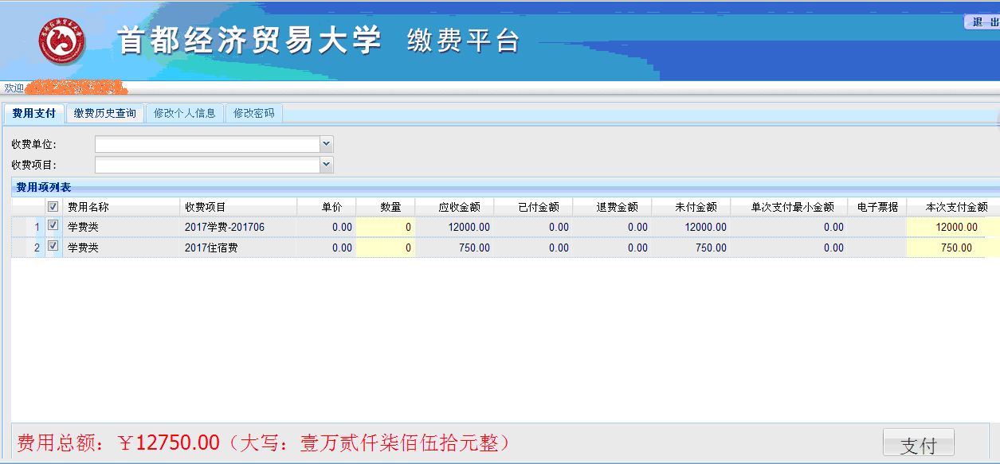 首都经济贸易大学 缴费平台
退 出
欢迎
费用支付 缴费历史查询 修改个人信息 修改密码
收费单位:
收费项目:
费用项列表
费用名称 收费项目 单价 数量 应收金额 已付金额 退费金额 未付金额 单次支付最小金额 电子票据 本次支付金额
1 学费类 2017学费-201706 0.00 0 12000.00 0.00 0.00 12000.00 0.00 12000.00
2 学费类 2017住宿费 0.00 0 750.00 0.00 0.00 750.00 0.00 750.00
费用总额: ￥12750.00（大写: 壹万贰仟柒佰伍拾元整）
支付